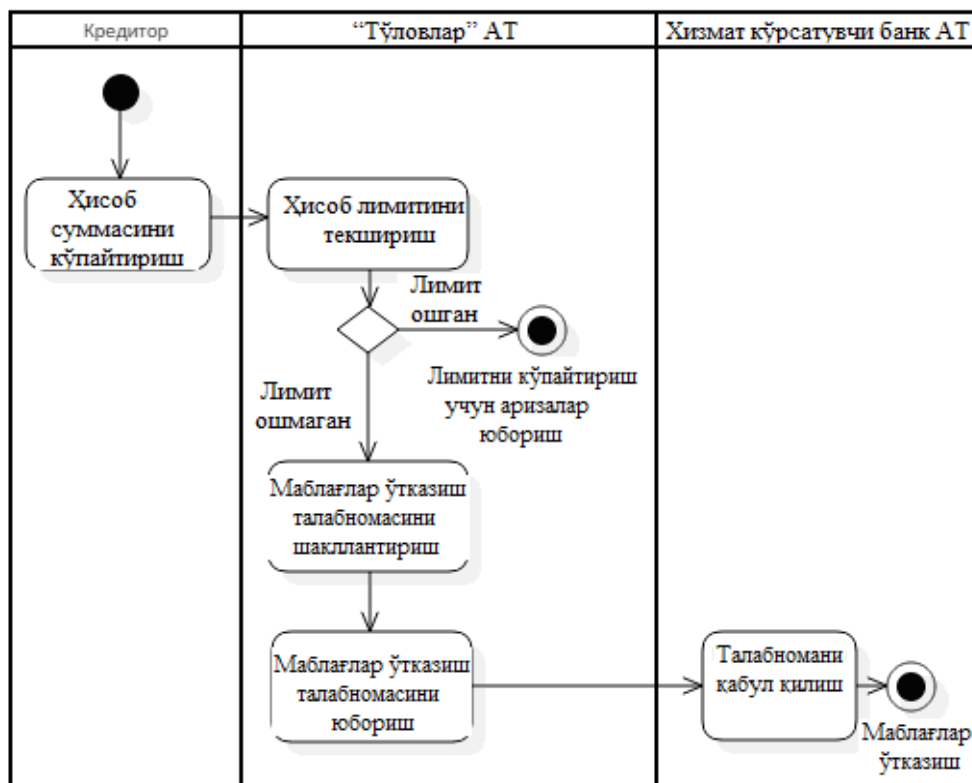 Кредитор
“Тўловлар” АТ
Хизмат кўрсатувчи банк АТ
Ҳисоб
суммасини
кўпайтириш
Ҳисоб лимитини
текшириш
Лимит
ошган
Лимитни кўпайтириш
учун аризалар
юбориш
Лимит
ошмаган
Маблағлар ўтказиш
талабномасини
шакллантириш
Маблағлар ўтказиш
талабномасини
юбориш
Талабномани
қабул қилиш
Маблағлар
ўтказиш